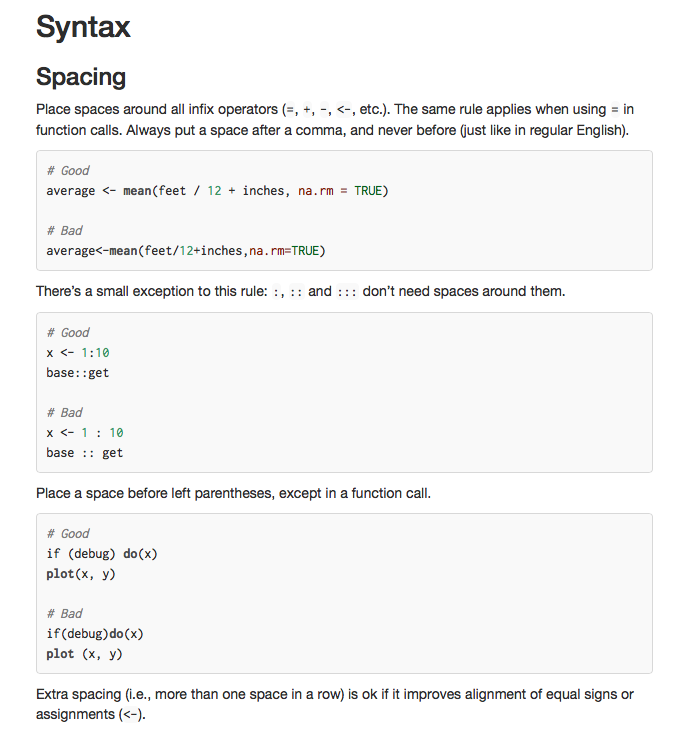 Syntax
Spacing
Place spaces around all infix operators (=, +, -, <-, etc.). The same rule applies when using = in
function calls. Always put a space after a comma, and never before (just like in regular English).
# Good
average <- mean(feet / 12 + inches, na.rm = TRUE)
# Bad
average<-mean(feet/12+inches,na.rm=TRUE)
There’s a small exception to this rule: :, :: and ::: don’t need spaces around them.
# Good
x <- 1:10
base::get
# Bad
x <- 1 : 10
base :: get
Place a space before left parentheses, except in a function call.
# Good
if (debug) do(x)
plot(x, y)
# Bad
if(debug)do(x)
plot (x, y)
Extra spacing (i.e., more than one space in a row) is ok if it improves alignment of equal signs or
assignments (<-).